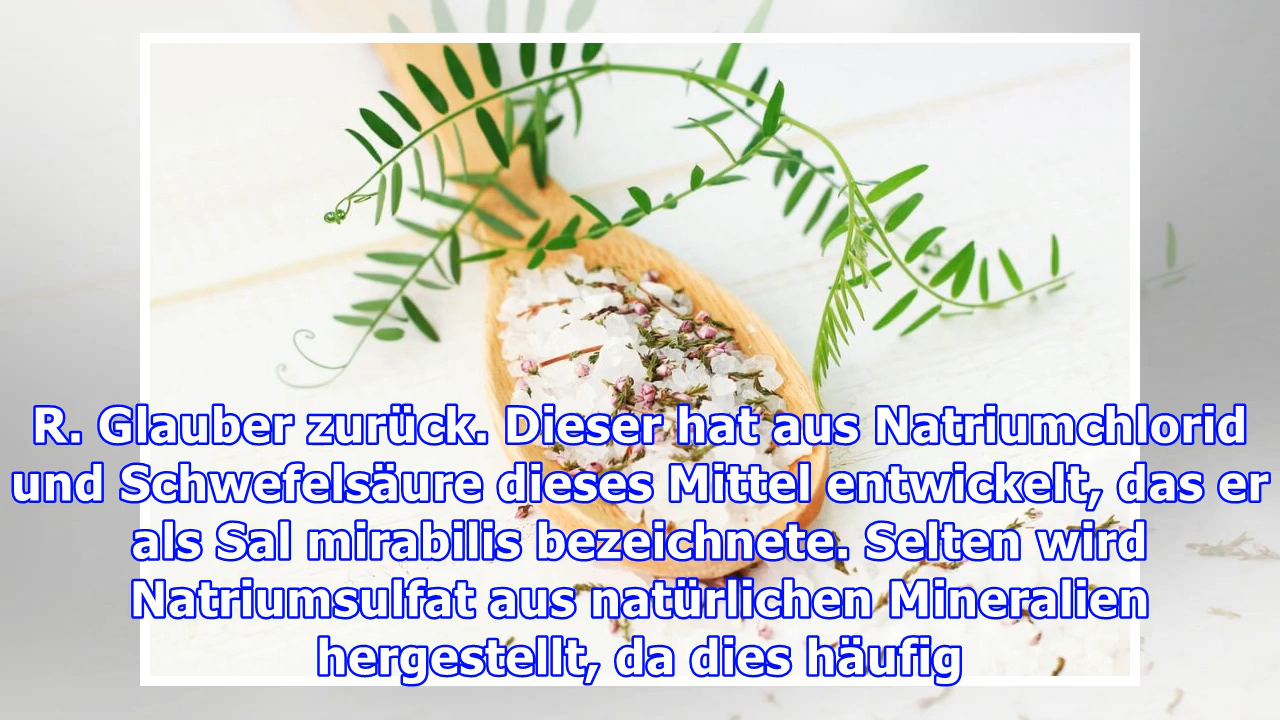 R. Glauber zurück. Dieser hat aus Natriumchlorid
und Schwefelsäure dieses Mittel entwickelt, das er
als Sal mirabilis bezeichnete. Selten wird
Natriumsulfat aus natürlichen Mineralien
hergestellt, da dies häufig